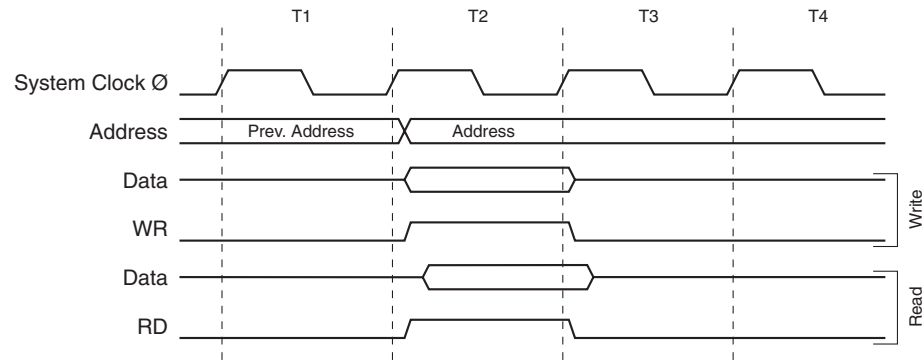 T1 T2 T3 T4
System Clock Ø
Address Prev. Address Address
Data
WR
Write
Data
RD
Read